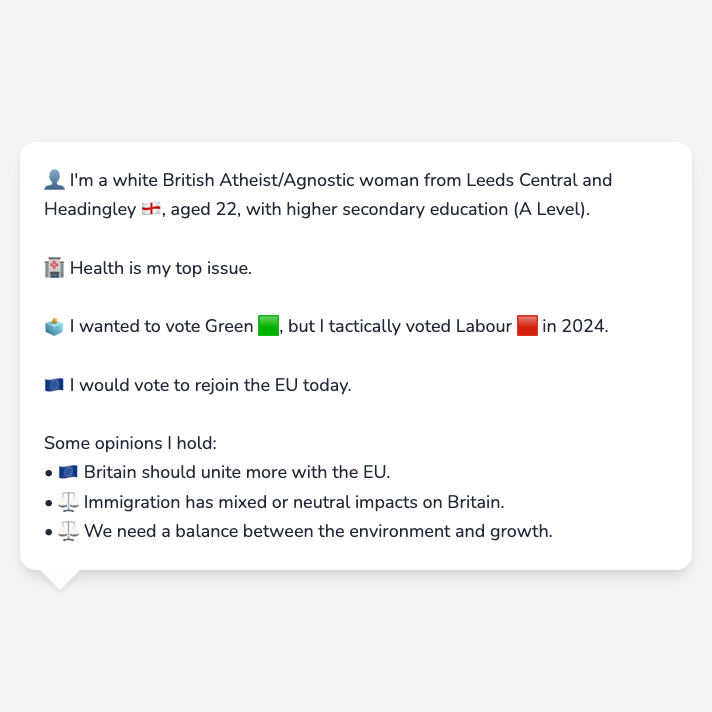 👤 I'm a white British Atheist/Agnostic woman from Leeds Central and
Headingley 🏴󠁧󠁢󠁥󠁮󠁧󠁿, aged 22, with higher secondary education (A Level).
🏥 Health is my top issue.
🗳️ I wanted to vote Green 🟩, but I tactically voted Labour 🟥 in 2024.
🇪🇺 I would vote to rejoin the EU today.
Some opinions I hold:
• 🇪🇺 Britain should unite more with the EU.
• ⚖️ Immigration has mixed or neutral impacts on Britain.
• ⚖️ We need a balance between the environment and growth.